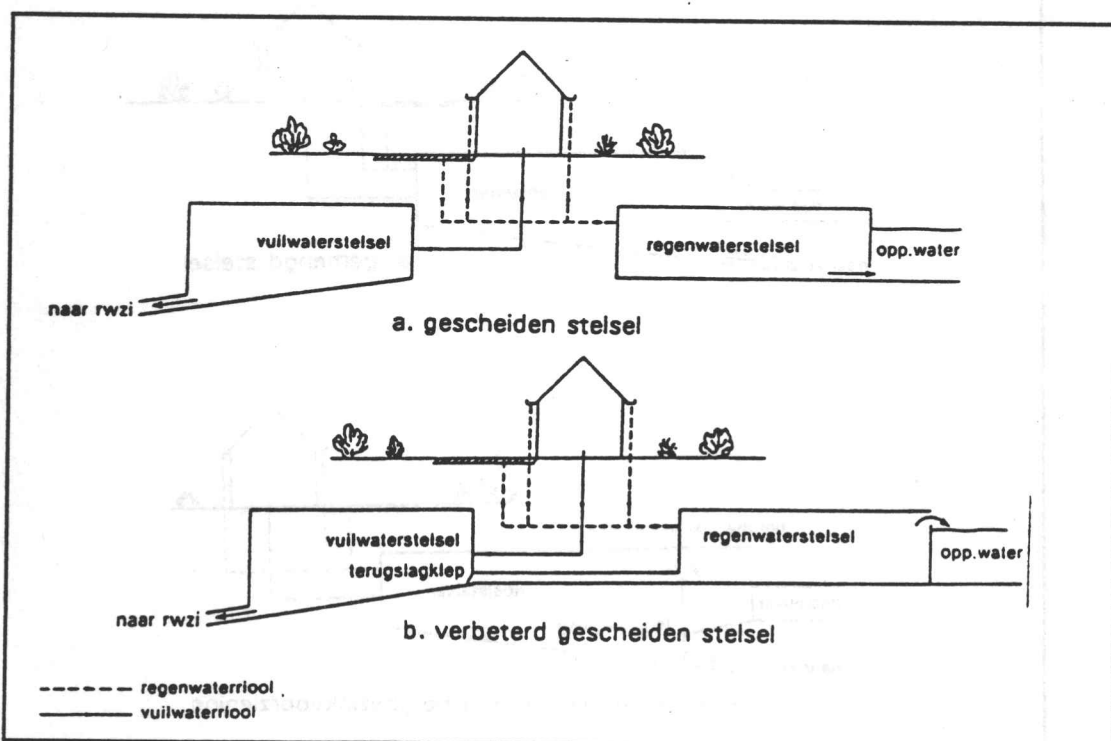 vuilwaterstelsel
regenwaterstelsel
opp.water
naar rwzi
a. gescheiden stelsel
vuilwaterstelsel
terugslagklep
regenwaterstelsel
opp.water
naar rwzi
b. verbeterd gescheiden stelsel
regenwaterriool
vuilwaterriool